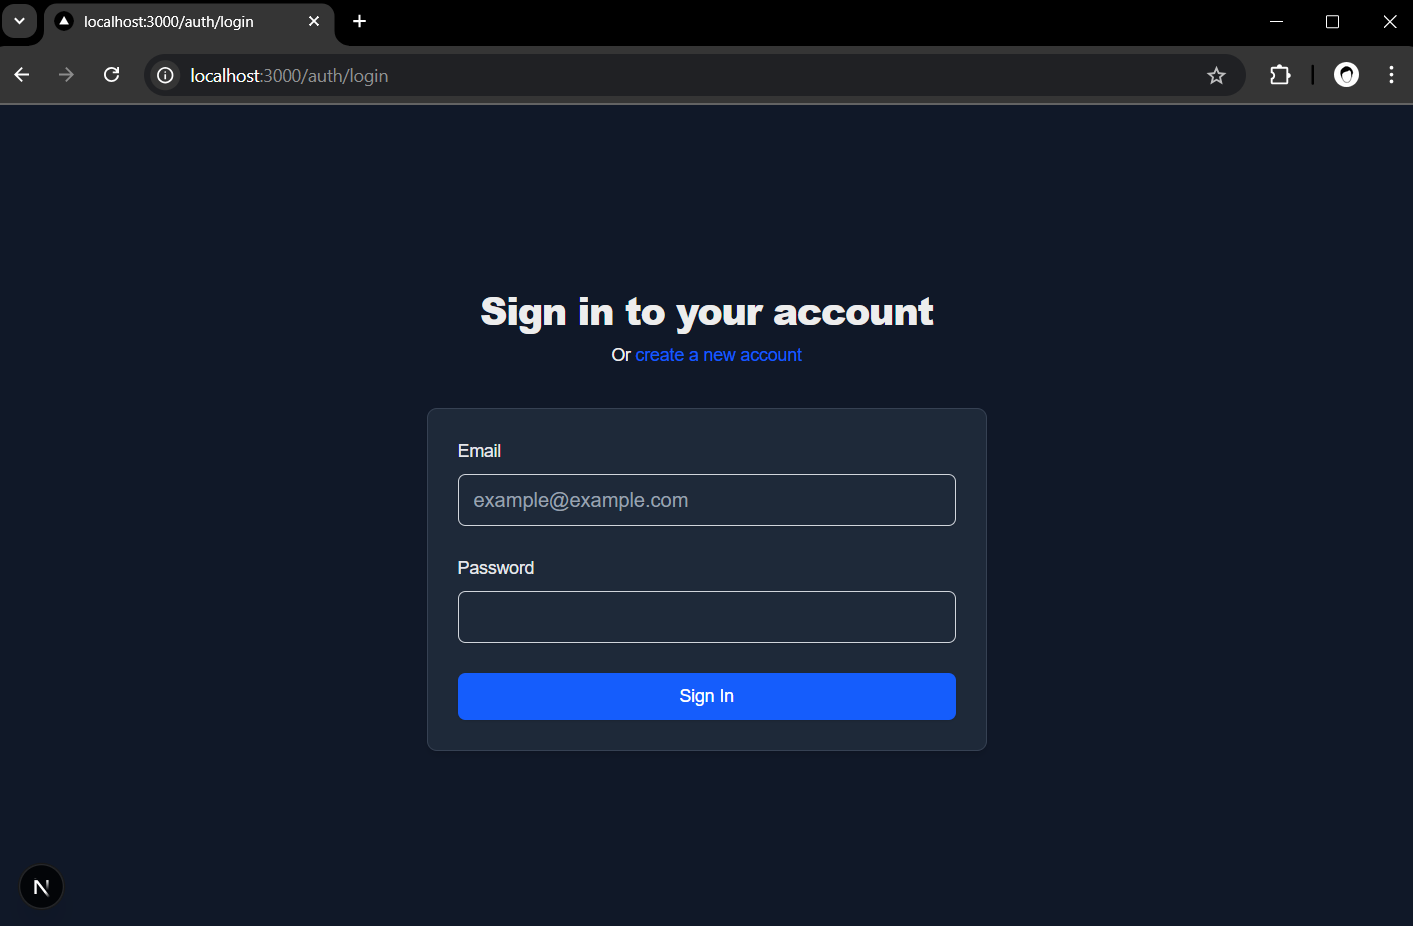 localhost:3000/auth/login
localhost:3000/auth/login
Sign in to your account
Or create a new account
Email
example@example.com
Password
Sign In
N